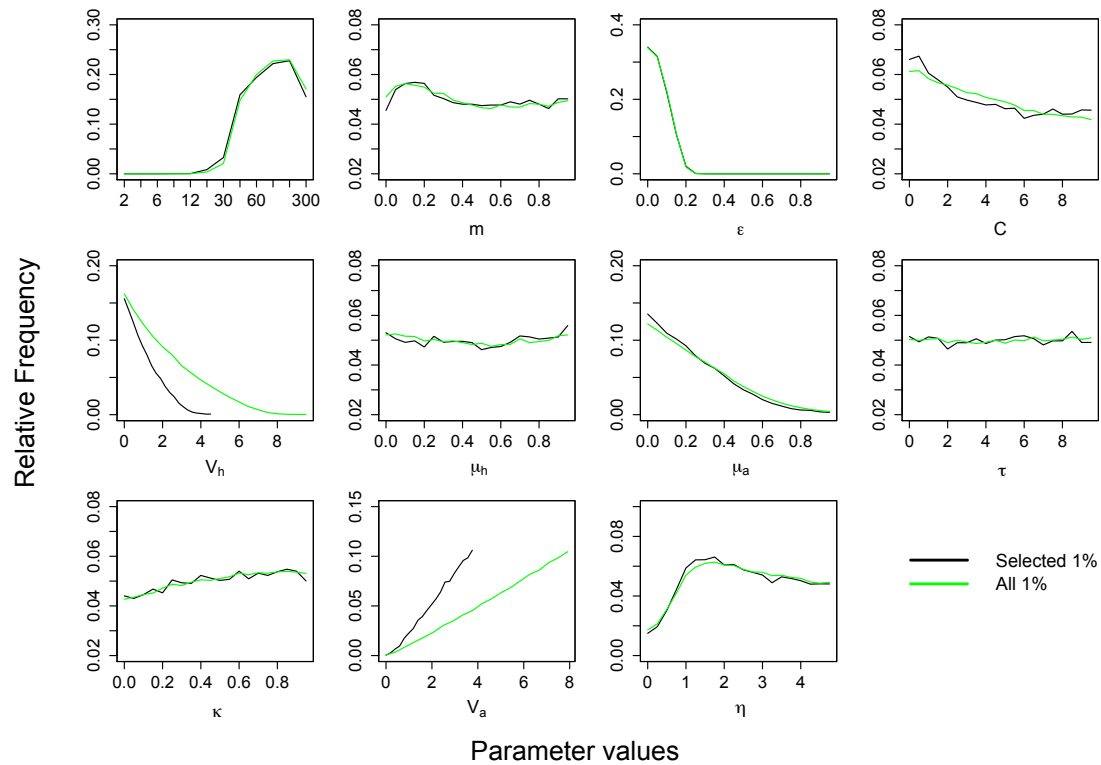 0.00 0.10 0.20 0.30
2 6 12 30 60 300
0.02 0.04 0.06 0.08
0.0 0.2 0.4 0.6 0.8
m
0.0 0.2 0.4
0.0 0.2 0.4 0.6 0.8
ε
0.02 0.04 0.06 0.08
0 2 4 6 8
C
Relative Frequency
0.00 0.10 0.20
0 2 4 6 8
Vh
0.02 0.04 0.06 0.08
0.0 0.2 0.4 0.6 0.8
μh
0.00 0.10 0.20
0.0 0.2 0.4 0.6 0.8
μa
0.02 0.04 0.06 0.08
0 2 4 6 8
τ
0.02 0.04 0.06 0.08
0.0 0.2 0.4 0.6 0.8
κ
0.00 0.05 0.10 0.15
0 2 4 6 8
Va
0.00 0.04 0.08
0 1 2 3 4
η
Selected 1%
All 1%
Parameter values